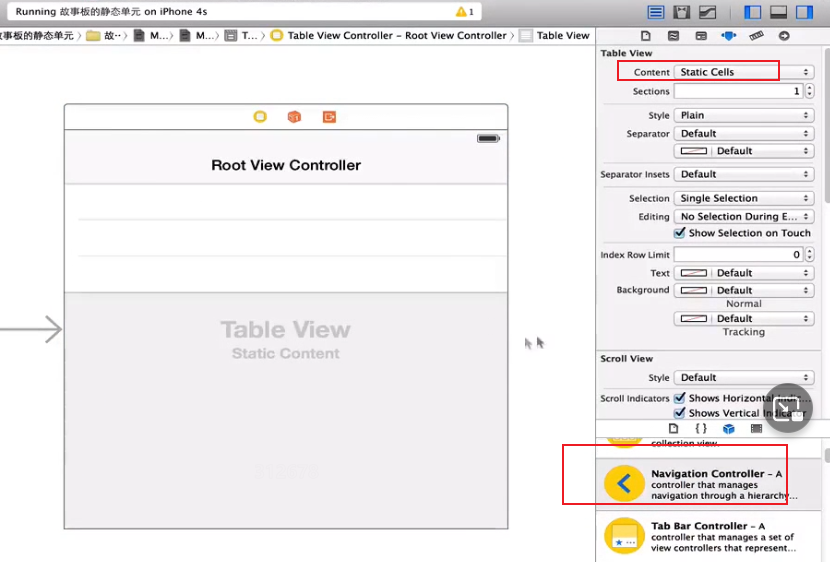 Running 故事板的静态单元 on iPhone 4s
1
事板的静态单元 〉 故·· 〉 M... 〉 M... 〉 T... 〉 Table View Controller – Root View Controller 〉 Table View
Table View
Content Static Cells
Sections 1
Style Plain
Separator Default
Default
Separator Insets Default
Selection Single Selection
Editing No Selection During E...
Show Selection on Touch
Index Row Limit 0
Text Default
Background Default
Normal
Default
Tracking
Scroll View
Style Default
Scroll Indicators Shows Horizontal Indic...
Shows Vertical Indicator
collection view.
Navigation Controller – A
controller that manages
navigation through a hierarchy...
Tab Bar Controller – A
controller that manages a set of
view controllers that represent...
Root View Controller
Table View
Static Content